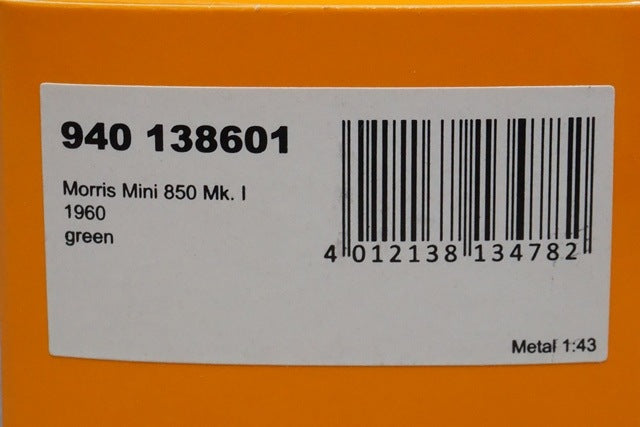 940 138601
Morris Mini 850 Mk. I
1960
green
4 012138 134782
Metal 1:43